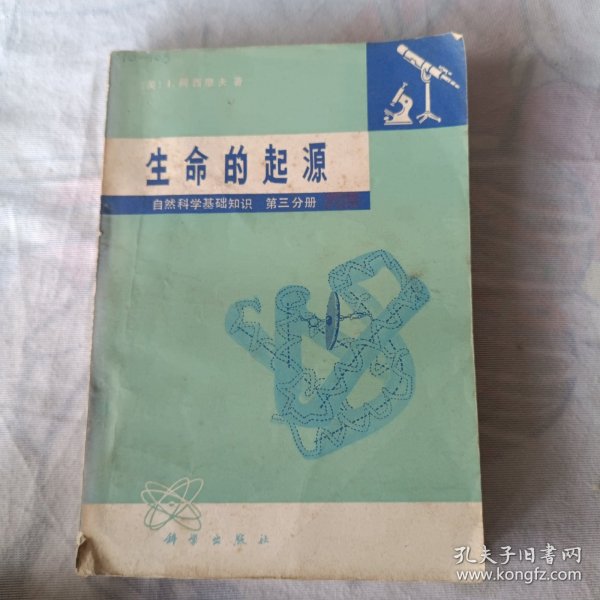 〔美〕I.阿西摩夫 著
生命的起源
自然科学基础知识 第三分册
科学出版社
孔夫子旧书网
www.kongfz.com